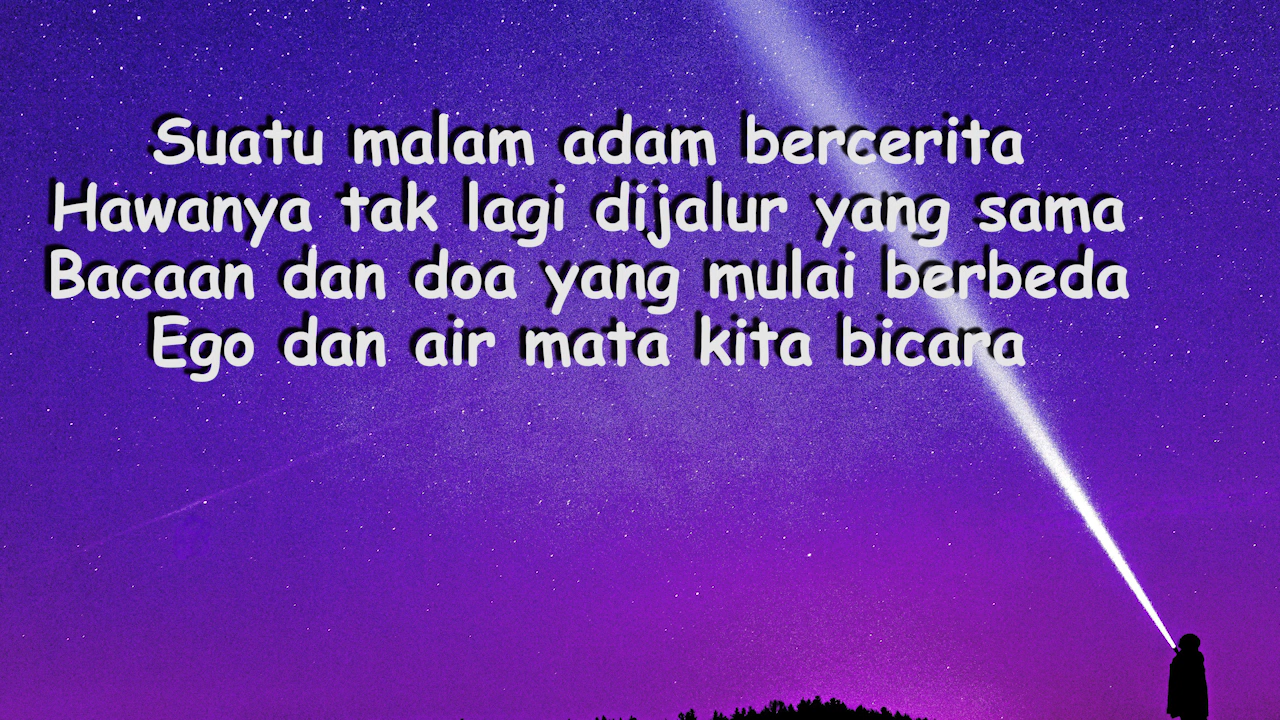 Suatu malam adam bercerita
Hawanya tak lagi dijalur yang sama
Bacaan dan doa yang mulai berbeda
Ego dan air mata kita bicara